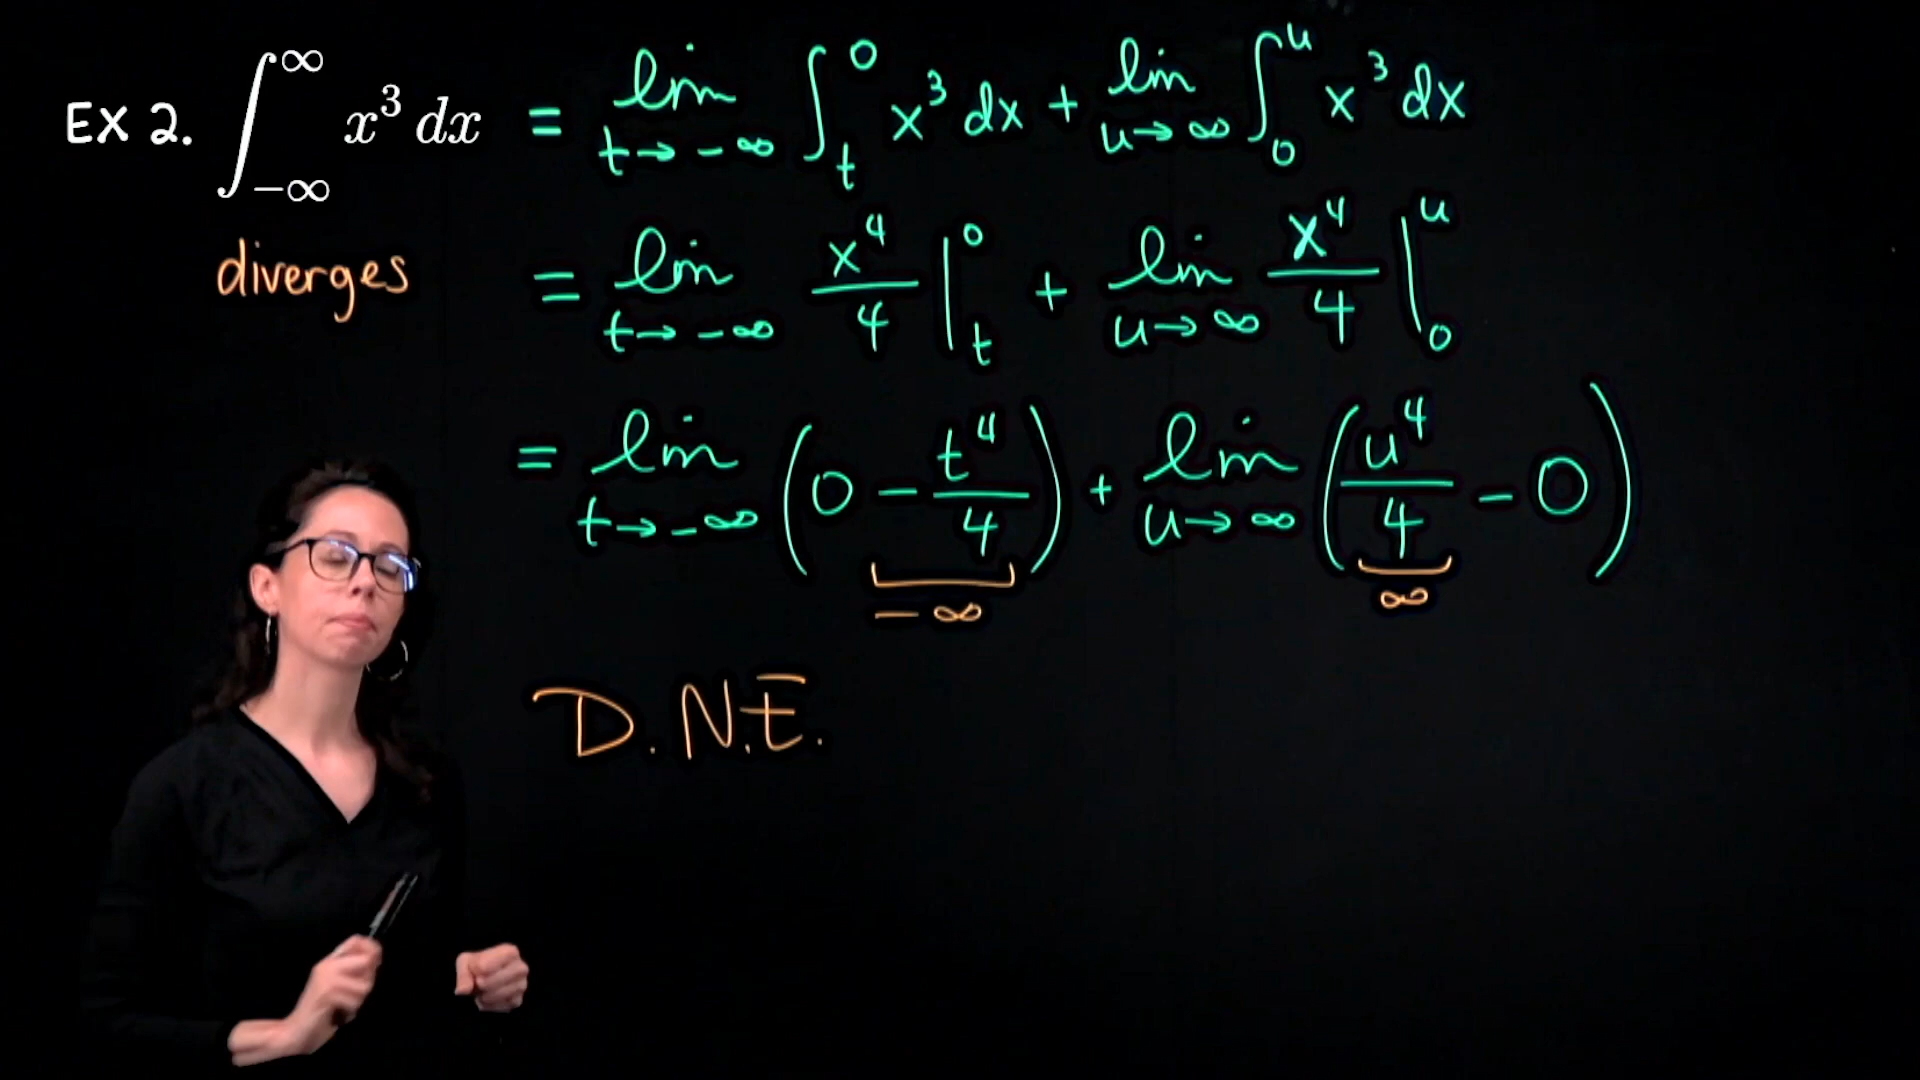 EX 2. ∫_{-∞}^{∞} x³ dx = lim_{t→-∞} ∫_t^0 x³ dx + lim_{u→∞} ∫_0^u x³ dx
diverges = lim_{t→-∞} x⁴/4 |_t^0 + lim_{u→∞} x⁴/4 |_0^u
= lim_{t→-∞} (0 - t⁴/4) + lim_{u→∞} (u⁴/4 - 0)
-∞ ∞
D.N.E.